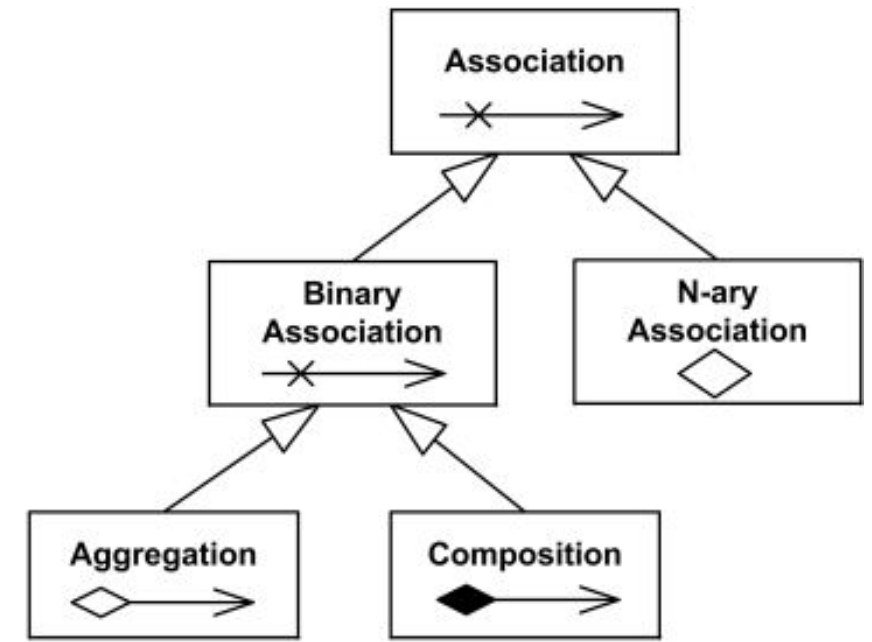 Association
Binary
Association
N-ary
Association
Aggregation
Composition